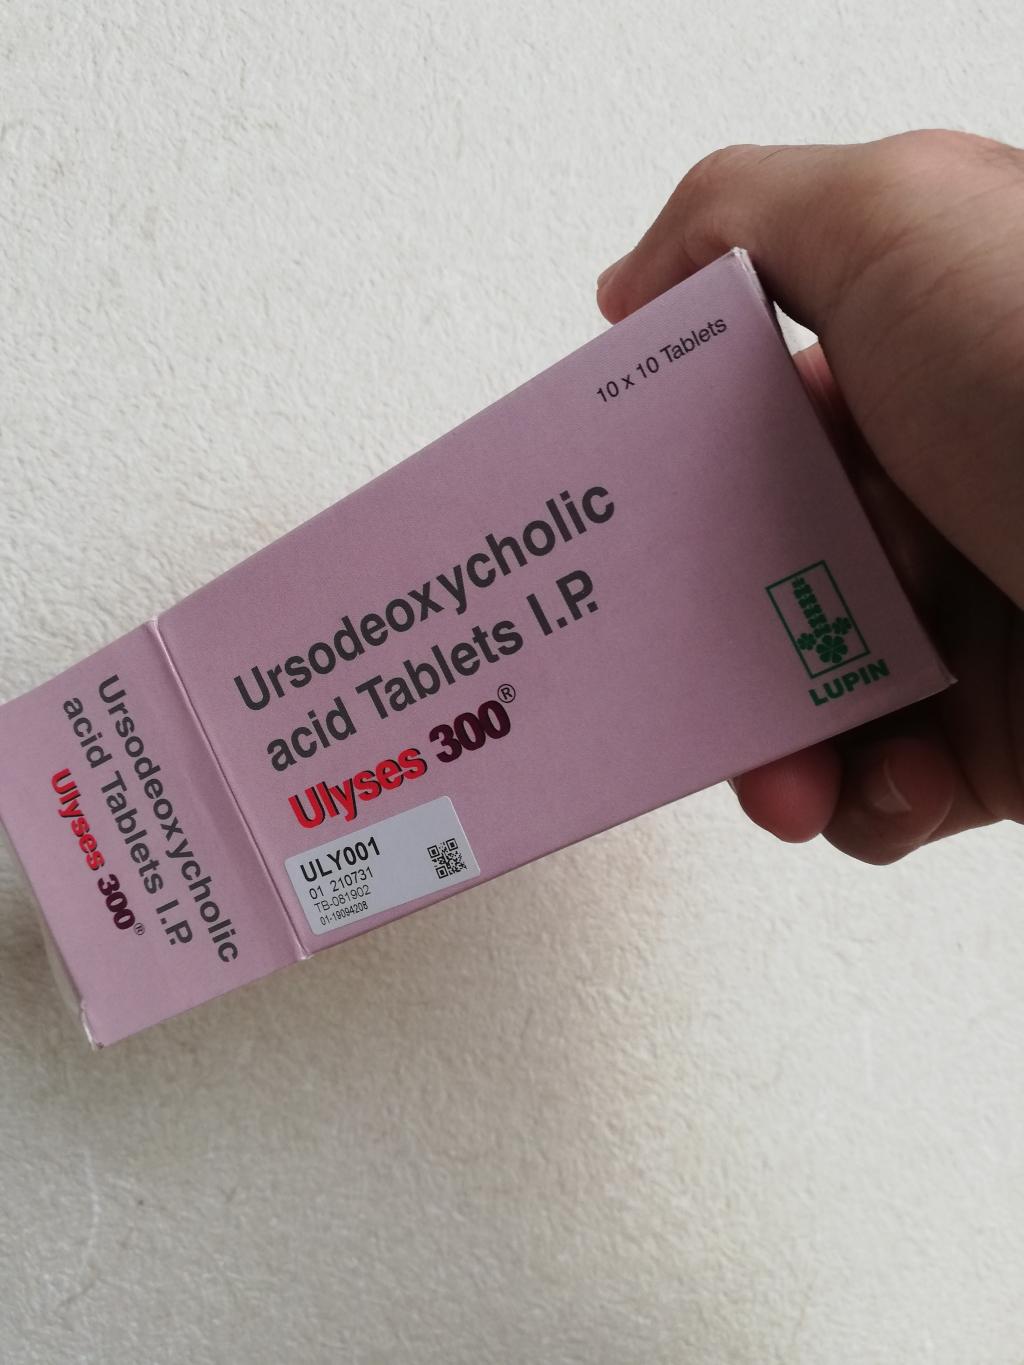 10 x 10 Tablets
Ursodeoxycholic
acid Tablets I.P.
Ulyses 300®
LUPIN
ULY001
01 210731
TB-081902
01-19094208
Ursodeoxycholic
acid Tablets I.P.
Ulyses 300®